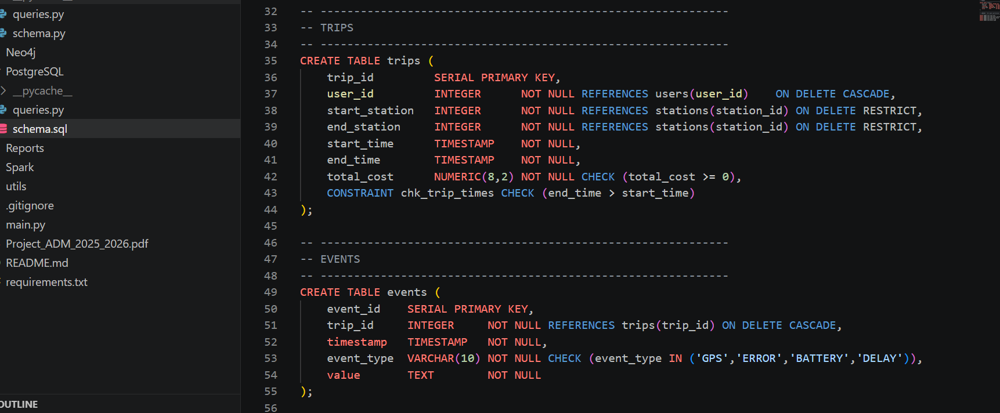 queries.py
schema.py
Neo4j
PostgreSQL
__pycache__
queries.py
schema.sql
Reports
Spark
utils
.gitignore
main.py
Project_ADM_2025_2026.pdf
README.md
requirements.txt
OUTLINE
32 -- -------------------------------------------------------------
33 -- TRIPS
34 -- -------------------------------------------------------------
35 CREATE TABLE trips (
36     trip_id         SERIAL PRIMARY KEY,
37     user_id         INTEGER      NOT NULL REFERENCES users(user_id)    ON DELETE CASCADE,
38     start_station   INTEGER      NOT NULL REFERENCES stations(station_id) ON DELETE RESTRICT,
39     end_station     INTEGER      NOT NULL REFERENCES stations(station_id) ON DELETE RESTRICT,
40     start_time      TIMESTAMP    NOT NULL,
41     end_time        TIMESTAMP    NOT NULL,
42     total_cost      NUMERIC(8,2) NOT NULL CHECK (total_cost >= 0),
43     CONSTRAINT chk_trip_times CHECK (end_time > start_time)
44 );
45
46 -- -------------------------------------------------------------
47 -- EVENTS
48 -- -------------------------------------------------------------
49 CREATE TABLE events (
50     event_id    SERIAL PRIMARY KEY,
51     trip_id     INTEGER     NOT NULL REFERENCES trips(trip_id) ON DELETE CASCADE,
52     timestamp   TIMESTAMP   NOT NULL,
53     event_type  VARCHAR(10) NOT NULL CHECK (event_type IN ('GPS','ERROR','BATTERY','DELAY')),
54     value       TEXT        NOT NULL
55 );
56